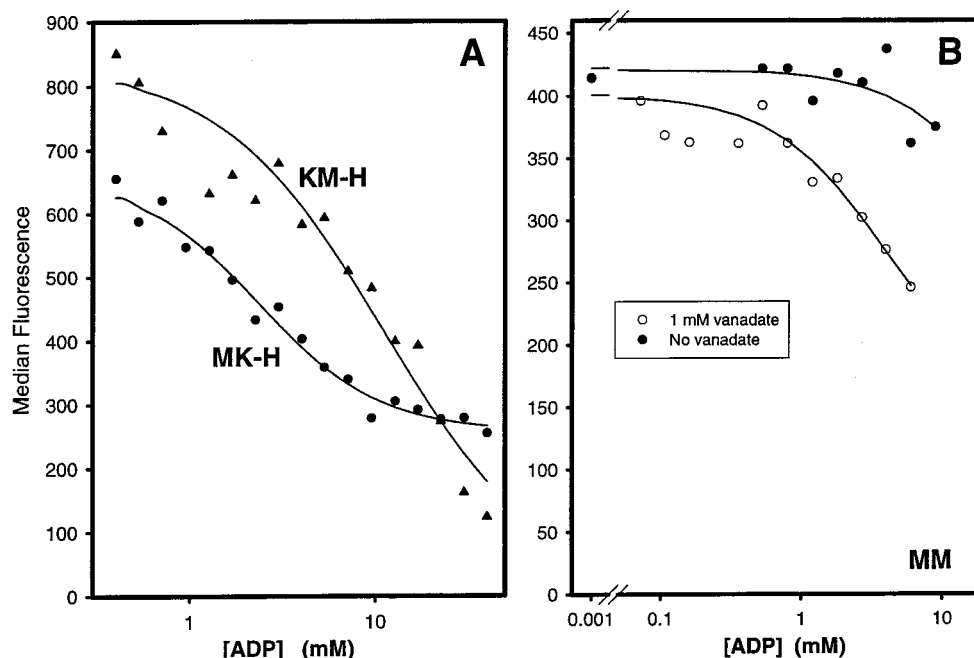 A
Median Fluorescence
900
800
700
600
500
400
300
200
100
0
KM-H
MK-H
1
10
[ADP] (mM)
B
450
400
350
300
250
200
150
100
50
0
1 mM vanadate
No vanadate
MM
0.001
0.1
1
10
[ADP] (mM)